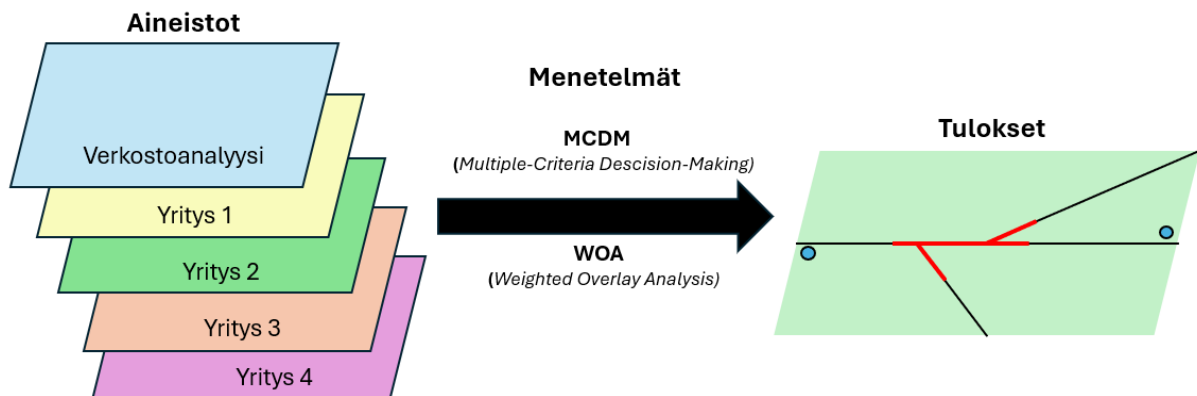 Aineistot
Verkostoanalyysi
Yritys 1
Yritys 2
Yritys 3
Yritys 4
Menetelmät
MCDM
(Multiple-Criteria Descision-Making)
WOA
(Weighted Overlay Analysis)
Tulokset